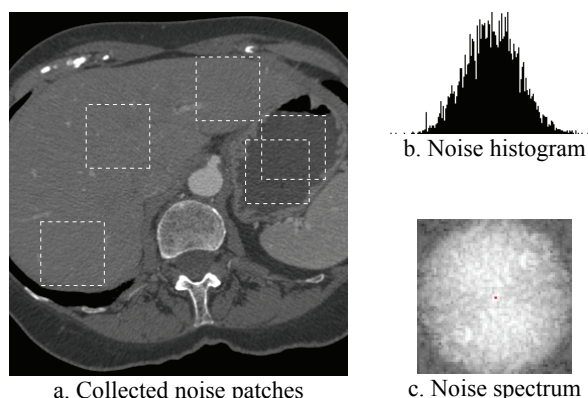 b. Noise histogram
a. Collected noise patches
c. Noise spectrum